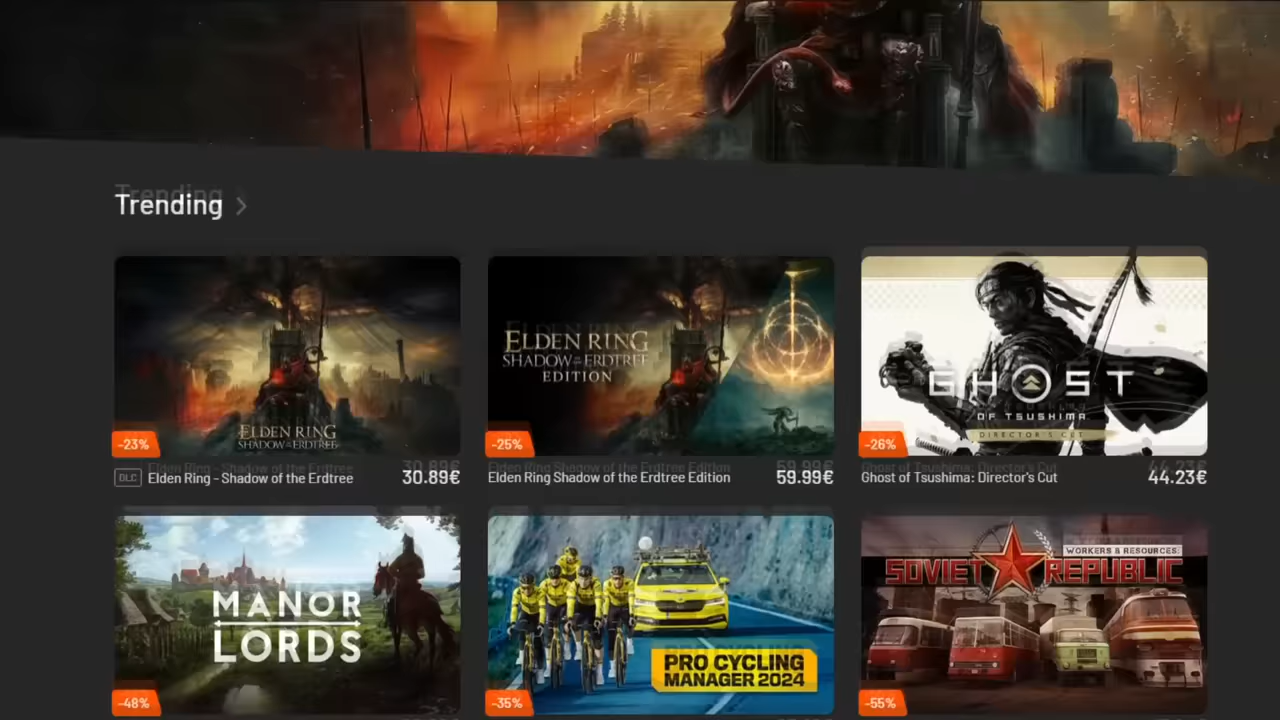 Trending
ELDEN RING
SHADOW OF THE ERDTREE
-23%
DLC Elden Ring - Shadow of the Erdtree 30.89€
ELDEN RING
SHADOW OF THE ERDTREE
EDITION
-25%
Elden Ring Shadow of the Erdtree Edition 59.99€
GHOST
OF TSUSHIMA
DIRECTOR'S CUT
-26%
Ghost of Tsushima: Director's Cut 44.23€
MANOR
LORDS
-48%
PRO CYCLING
MANAGER 2024
-35%
WORKERS & RESOURCES:
SOVIET REPUBLIC
-55%